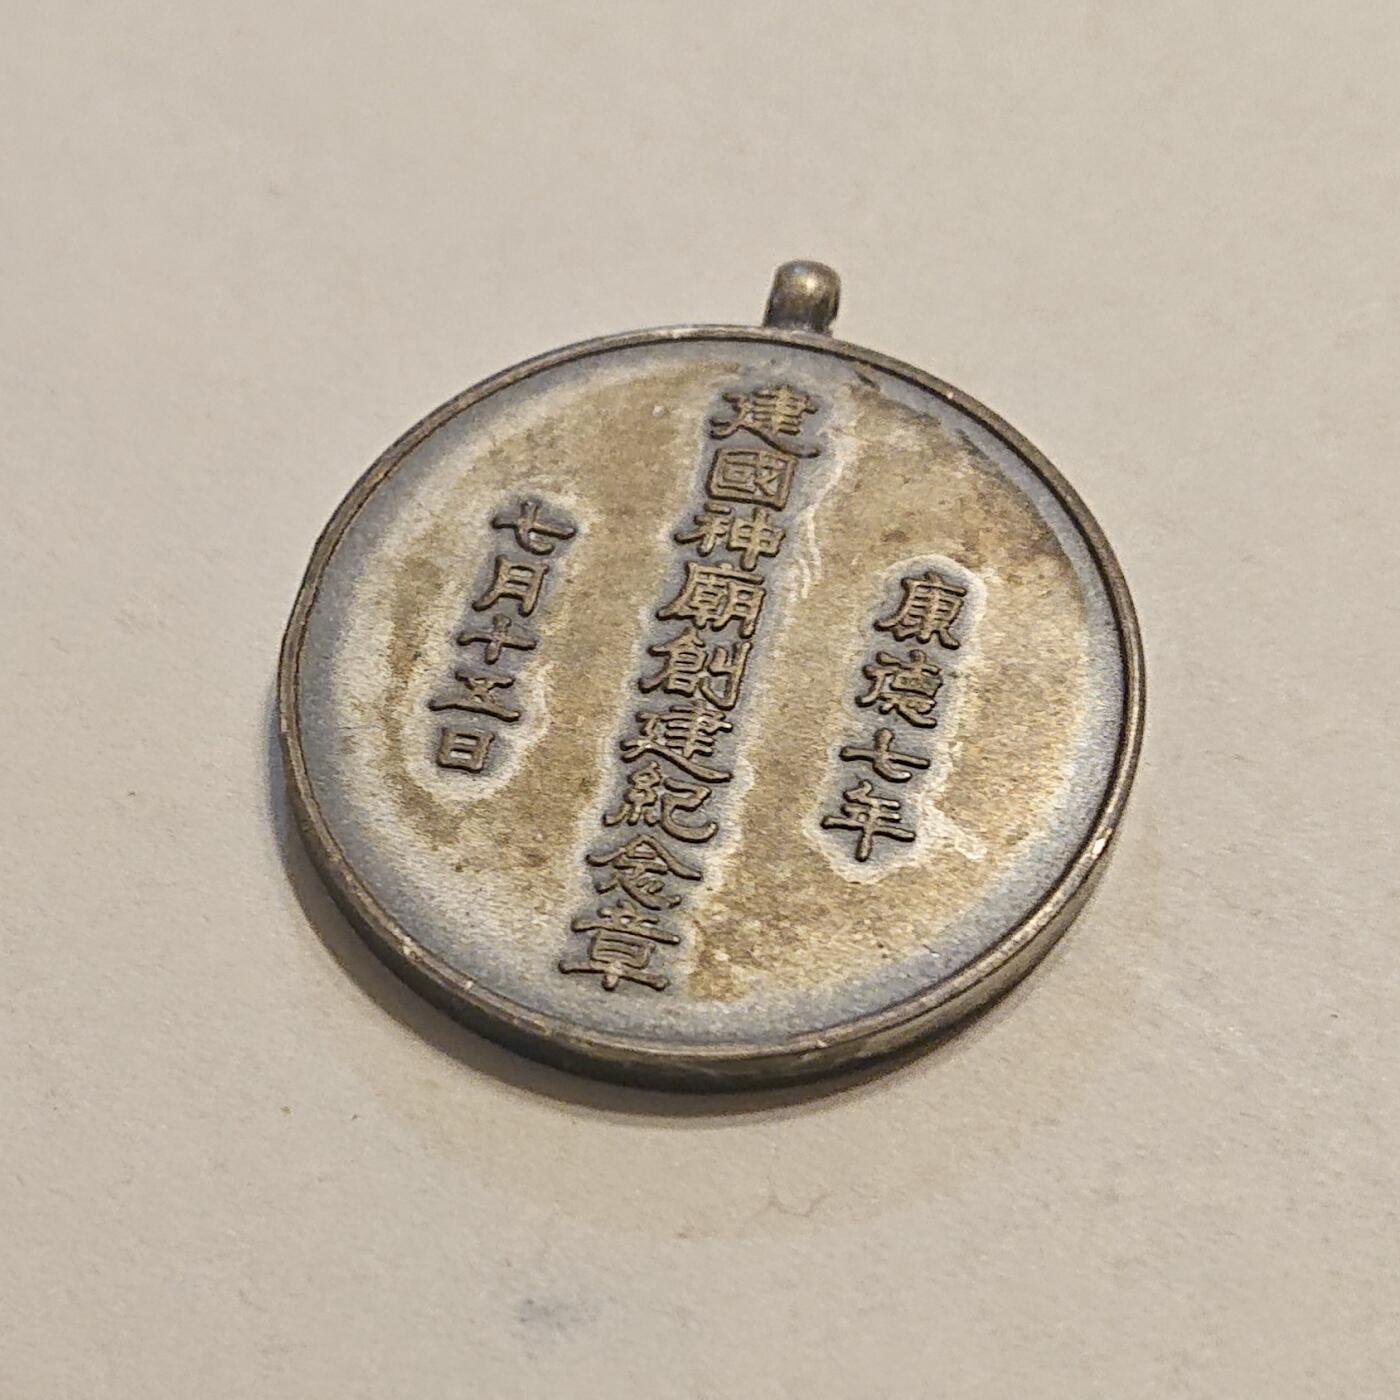 康德七年
建國神廟創建紀念章
七月十五日